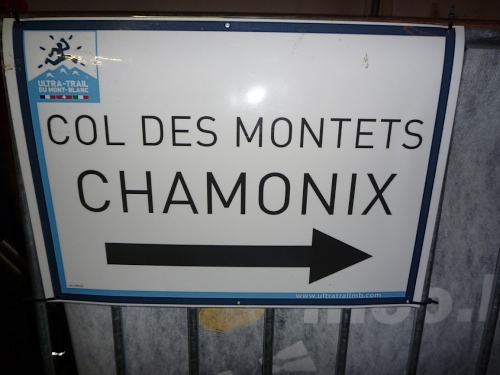 ULTRA-TRAIL
DU MONT-BLANC
COL DES MONTETS
CHAMONIX
www.ultratrailmb.com